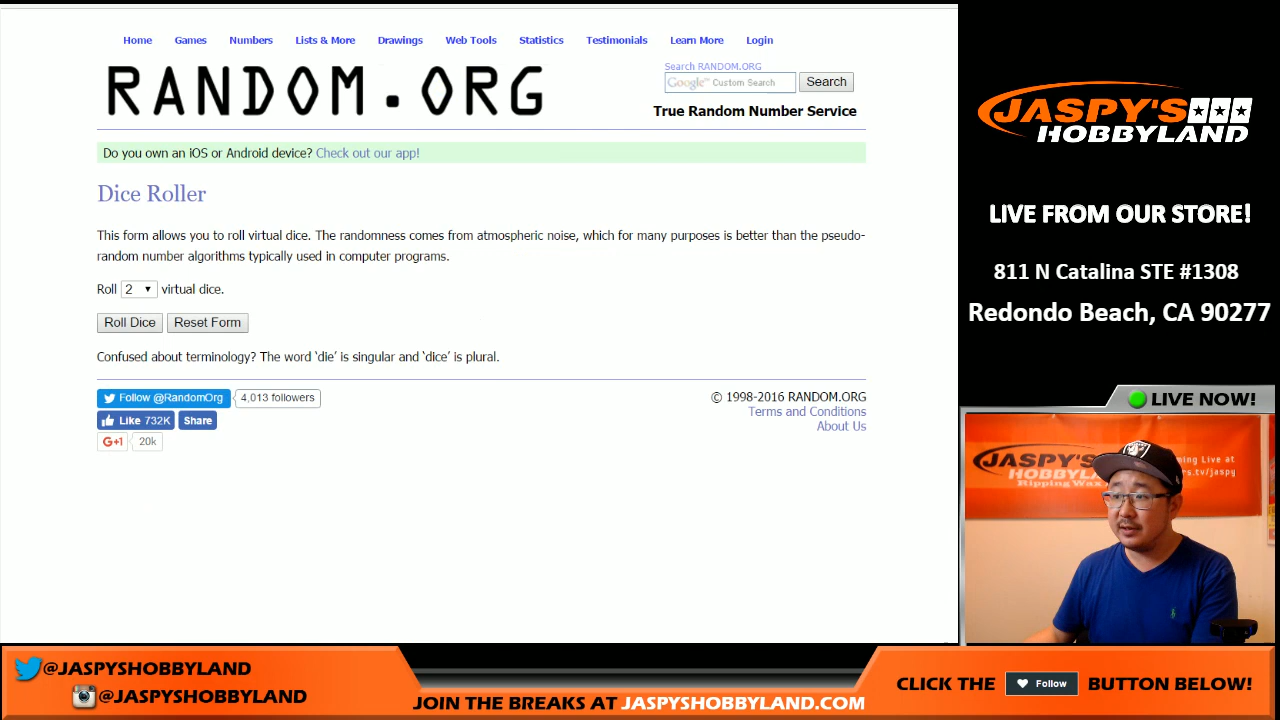 Home Games Numbers Lists & More Drawings Web Tools Statistics Testimonials Learn More Login
RANDOM.ORG
Search RANDOM.ORG
Google™ Custom Search Search
True Random Number Service
Do you own an iOS or Android device? Check out our app!
Dice Roller
This form allows you to roll virtual dice. The randomness comes from atmospheric noise, which for many purposes is better than the pseudo-
random number algorithms typically used in computer programs.
Roll 2 virtual dice.
Roll Dice Reset Form
Confused about terminology? The word ‘die’ is singular and ‘dice’ is plural.
Follow @RandomOrg 4,013 followers
Like 732K Share
G+1 20k
© 1998-2016 RANDOM.ORG
Terms and Conditions
About Us
JASPY'S
HOBBYLAND
LIVE FROM OUR STORE!
811 N Catalina STE #1308
Redondo Beach, CA 90277
LIVE NOW!
JASPY'S
HOBBYLAND
Ripping Wax
Live at
/jaspy
@JASPYSHOBBYLAND
@JASPYSHOBBYLAND
JOIN THE BREAKS AT JASPYSHOBBYLAND.COM
CLICK THE Follow BUTTON BELOW!